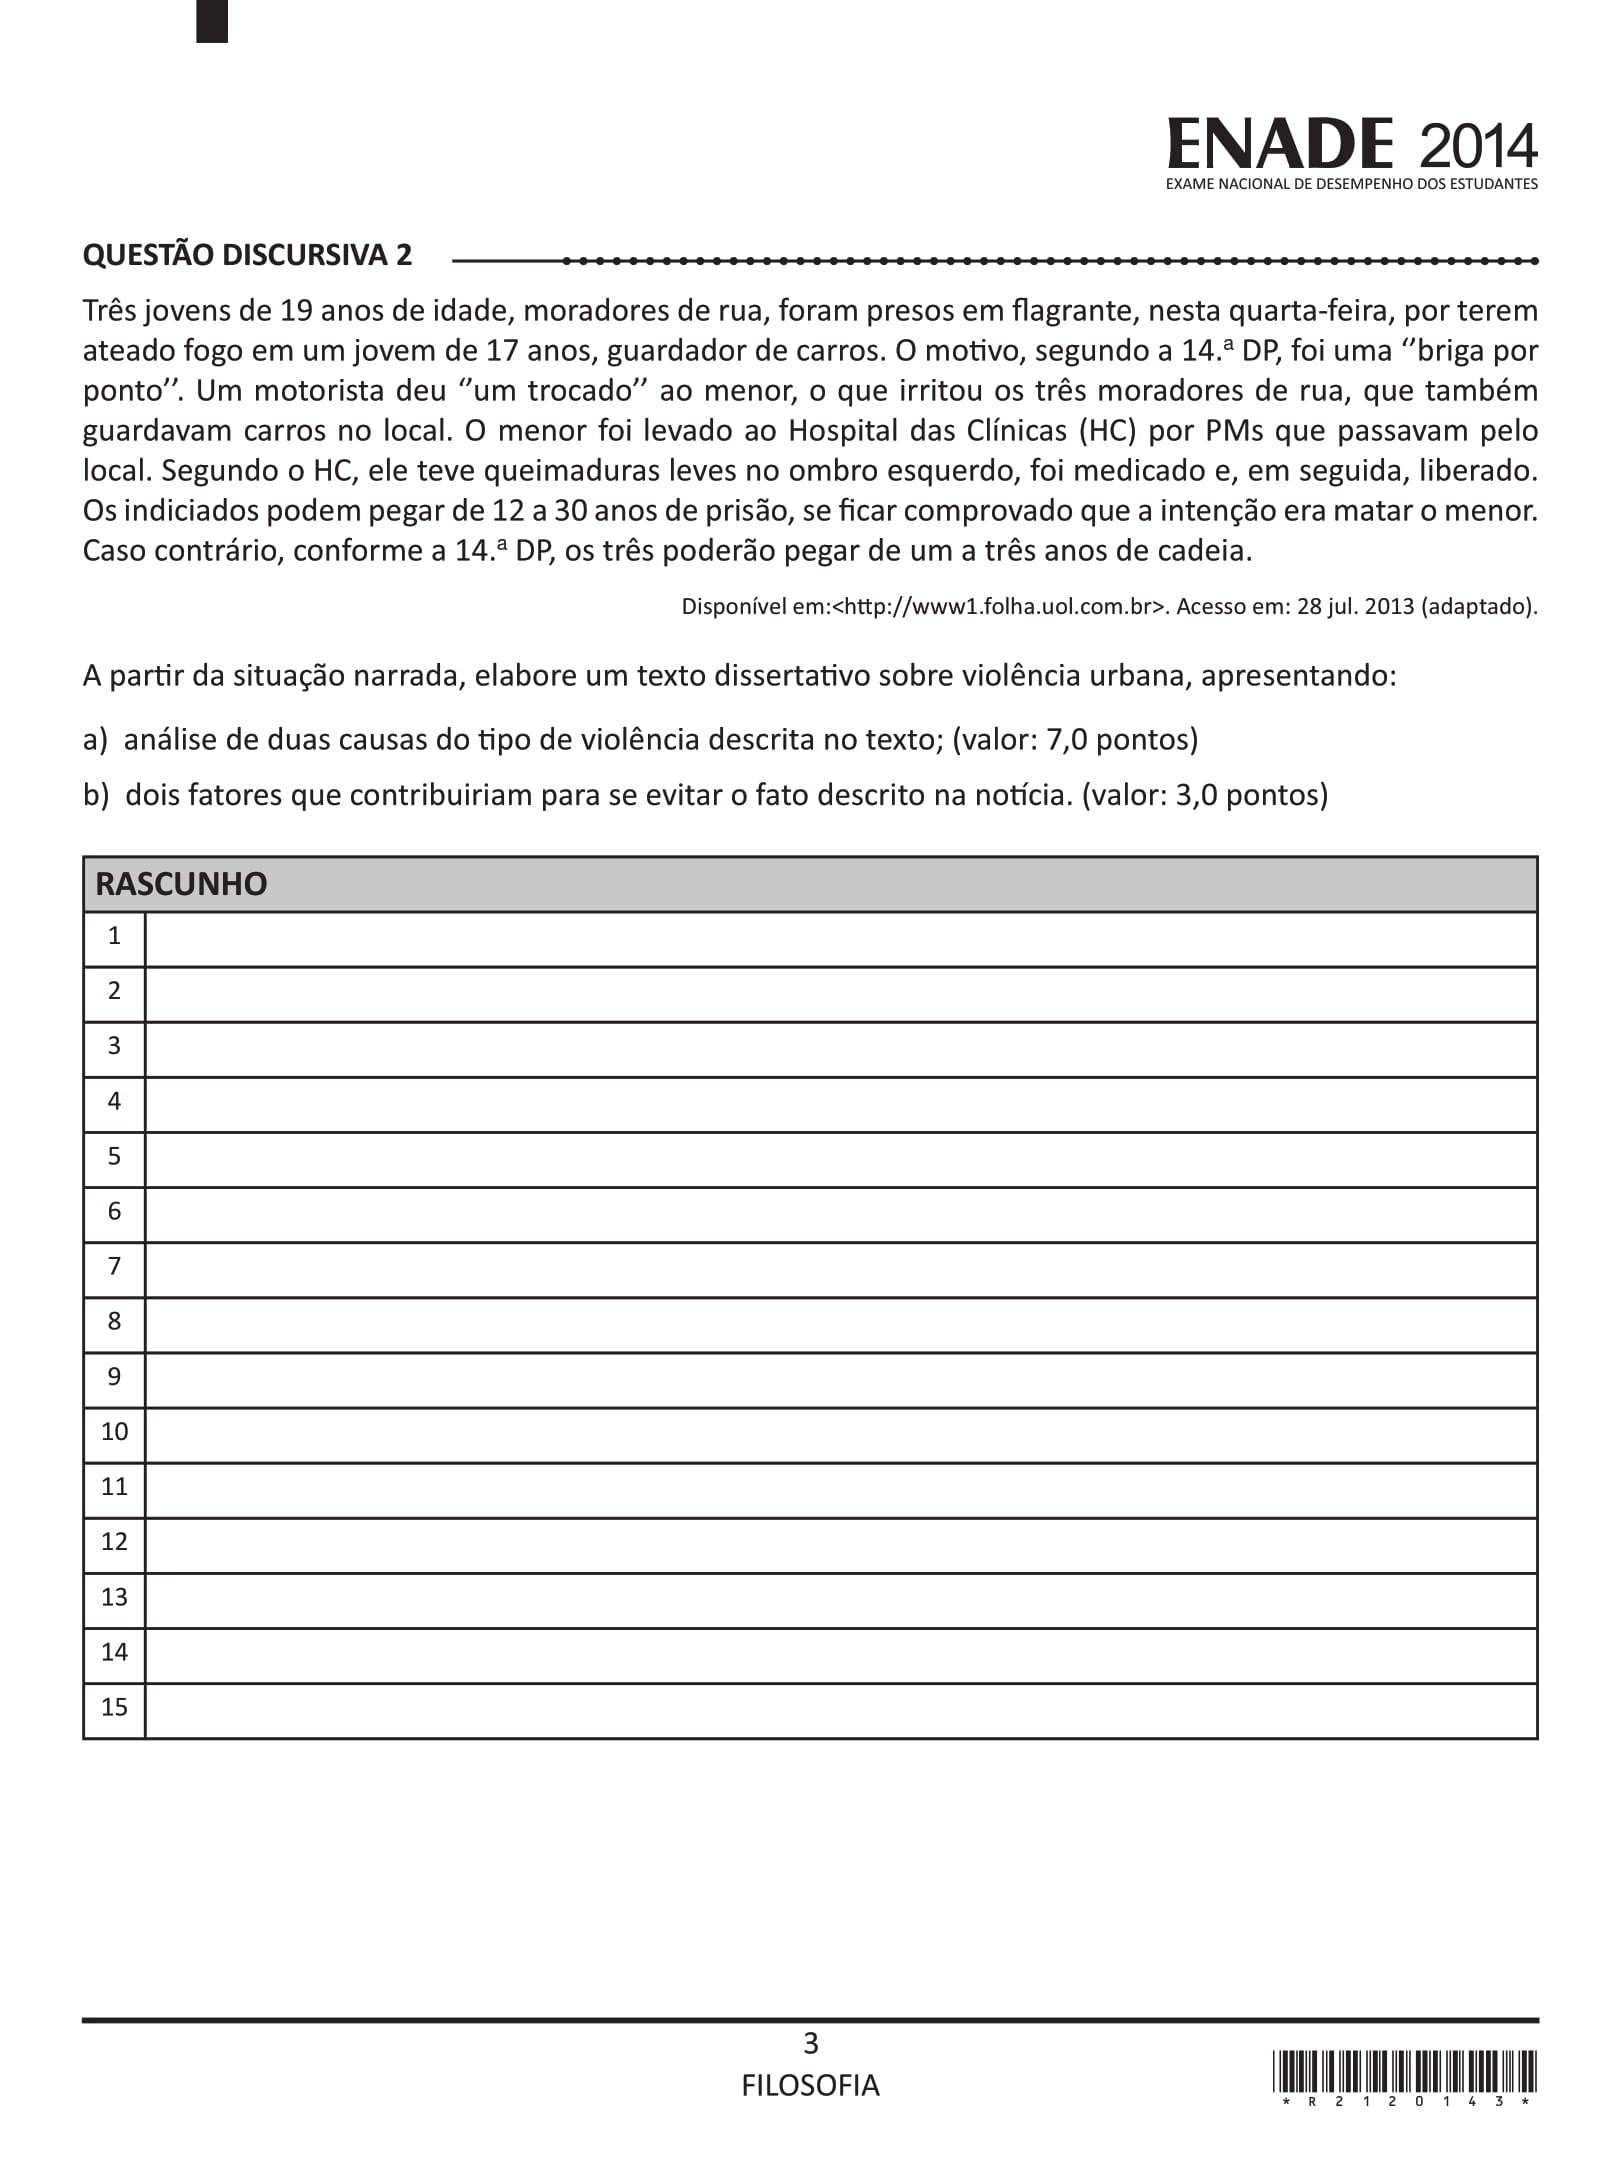 ENADE 2014
EXAME NACIONAL DE DESEMPENHO DOS ESTUDANTES
QUESTÃO DISCURSIVA 2
Três jovens de 19 anos de idade, moradores de rua, foram presos em flagrante, nesta quarta-feira, por terem
ateado fogo em um jovem de 17 anos, guardador de carros. O motivo, segundo a 14.ª DP, foi uma ‘’briga por
ponto’’. Um motorista deu ‘’um trocado’’ ao menor, o que irritou os três moradores de rua, que também
guardavam carros no local. O menor foi levado ao Hospital das Clínicas (HC) por PMs que passavam pelo
local. Segundo o HC, ele teve queimaduras leves no ombro esquerdo, foi medicado e, em seguida, liberado.
Os indiciados podem pegar de 12 a 30 anos de prisão, se ficar comprovado que a intenção era matar o menor.
Caso contrário, conforme a 14.ª DP, os três poderão pegar de um a três anos de cadeia.
Disponível em:<http://www1.folha.uol.com.br>. Acesso em: 28 jul. 2013 (adaptado).
A partir da situação narrada, elabore um texto dissertativo sobre violência urbana, apresentando:
a) análise de duas causas do tipo de violência descrita no texto; (valor: 7,0 pontos)
b) dois fatores que contribuiriam para se evitar o fato descrito na notícia. (valor: 3,0 pontos)
RASCUNHO
1
2
3
4
5
6
7
8
9
10
11
12
13
14
15
3
FILOSOFIA
*R2120143*